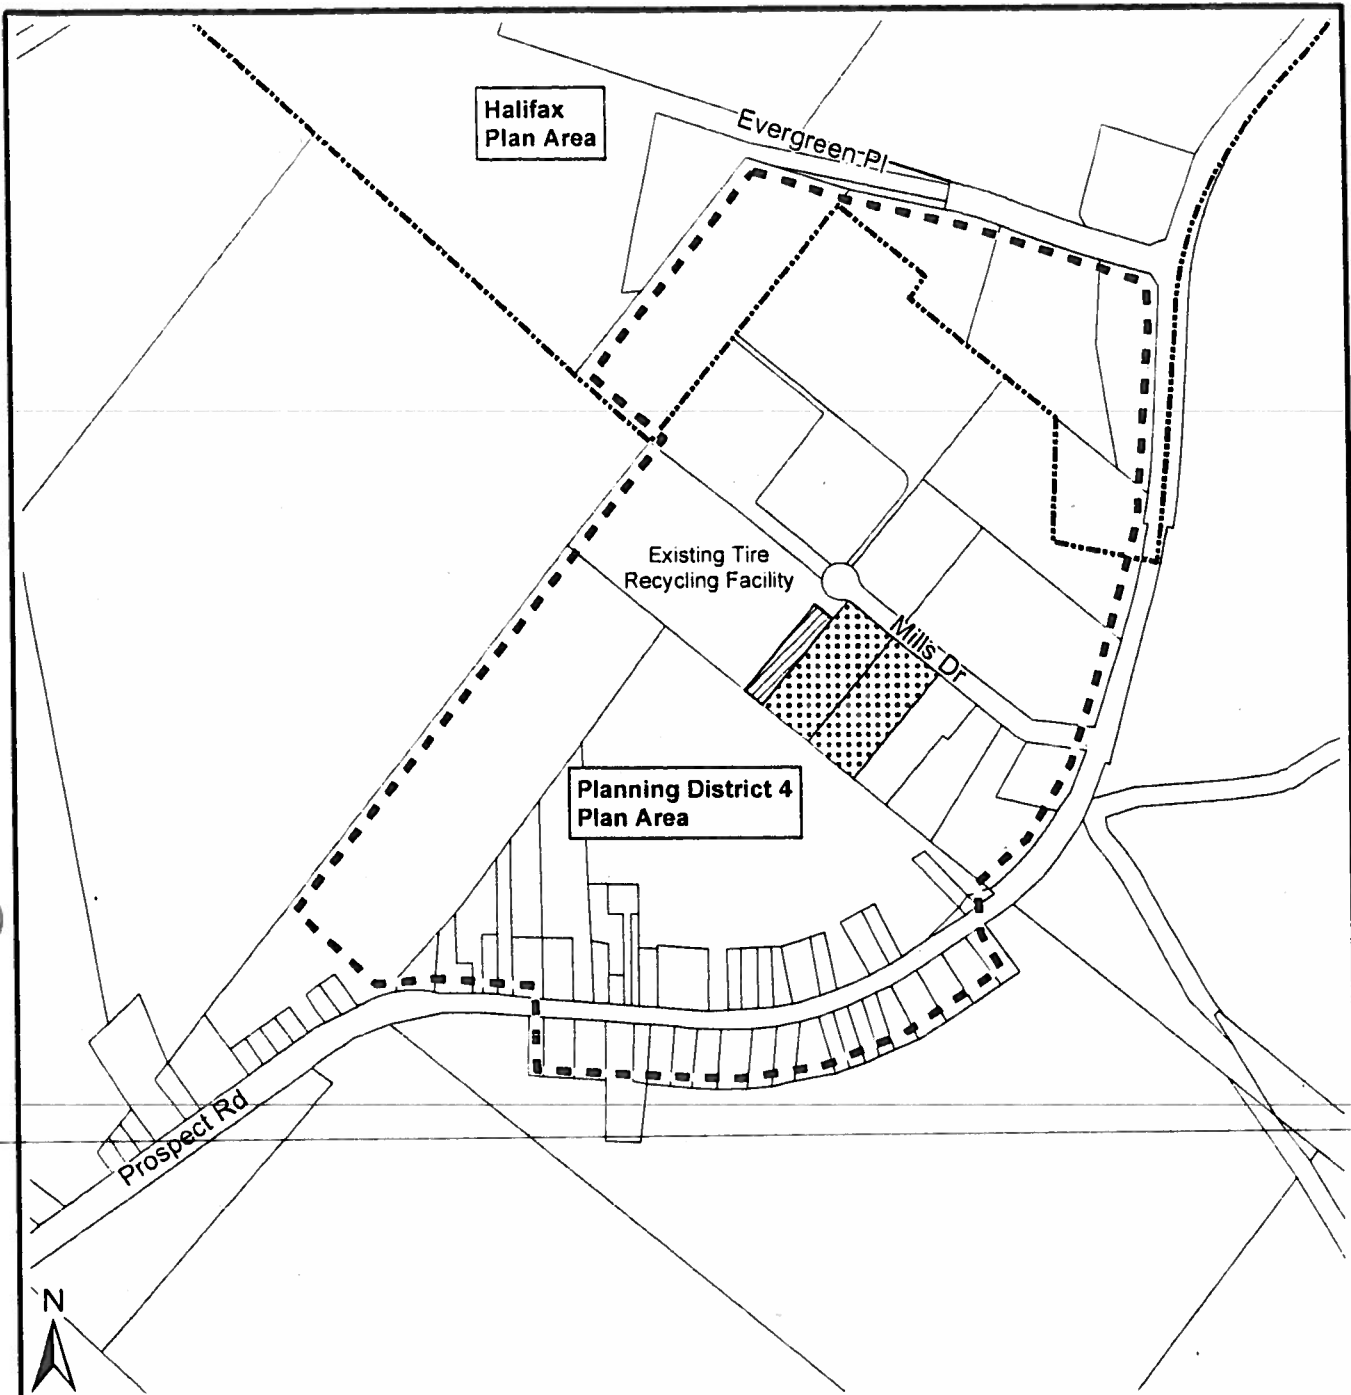 Halifax
Plan Area
Evergreen Pl
Existing Tire
Recycling Facility
Mills Dr
Planning District 4
Plan Area
Prospect Rd
N